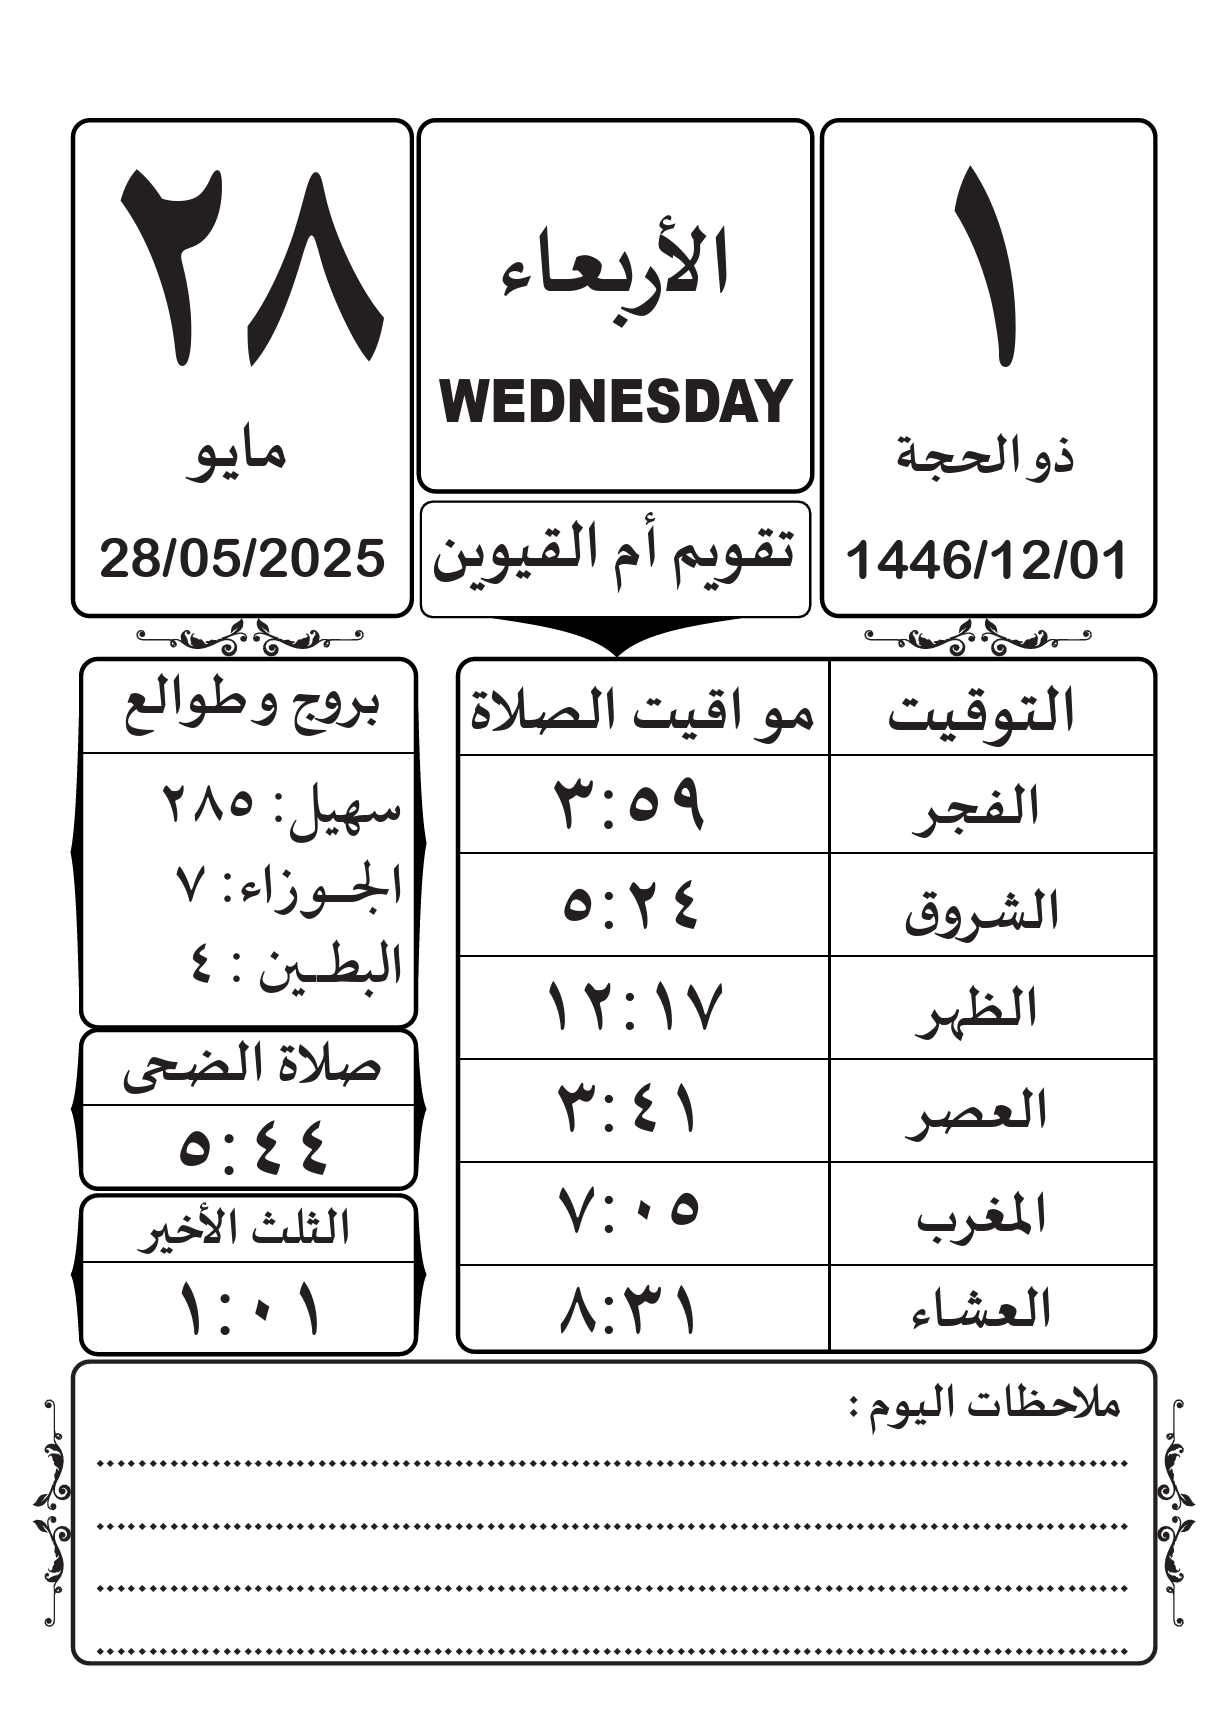 ١
ذو الحجة
1446/12/01
الأربعاء
WEDNESDAY
تقويم أم القيوين
٢٨
مايو
28/05/2025
التوقيت مواقيت الصلاة
الفجر ٣:٥٩
الشروق ٥:٢٤
الظهر ١٢:١٧
العصر ٣:٤١
المغرب ٧:٠٥
العشاء ٨:٣١
بروج وطوالع
سهيل: ٢٨٥
الجوزاء: ٧
البطين : ٤
صلاة الضحى
٥:٤٤
الثلث الأخير
١:٠١
ملاحظات اليوم :